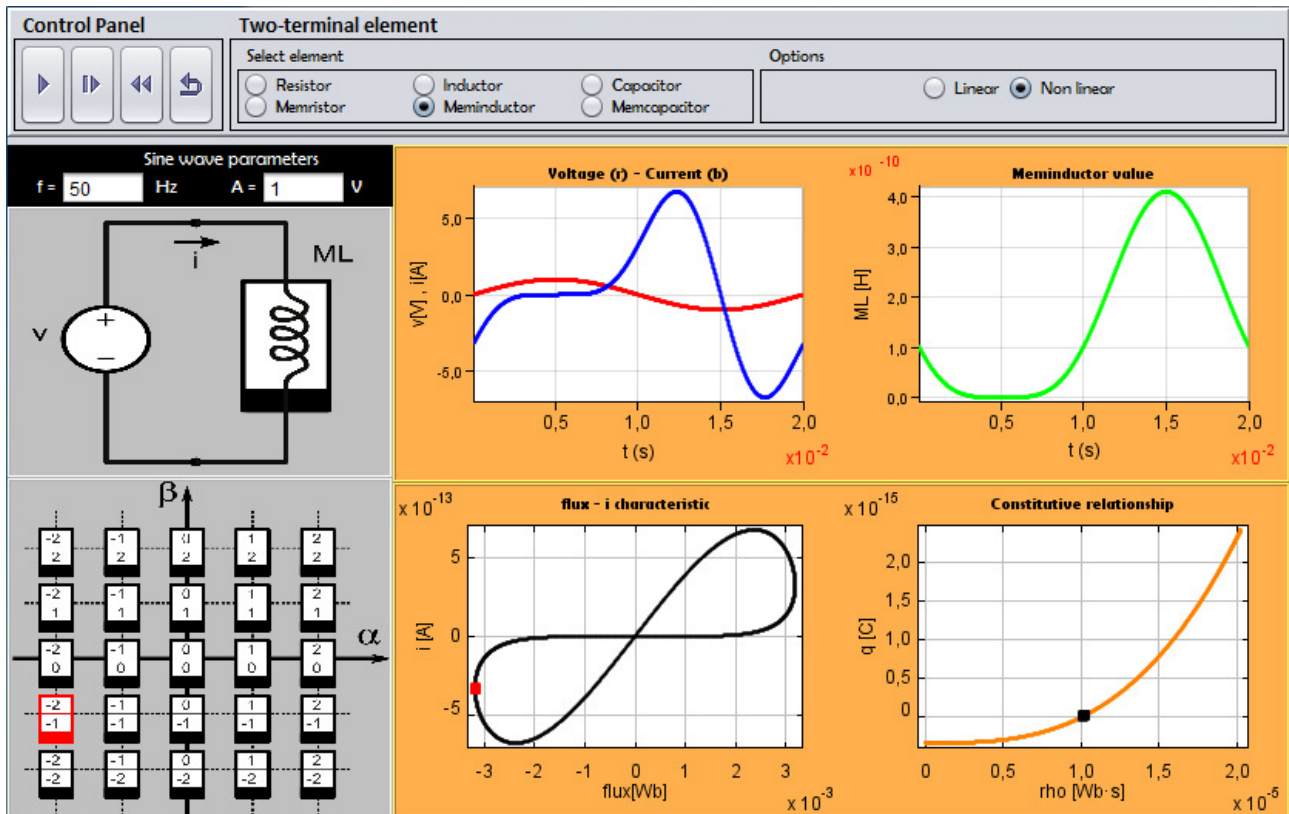 Control Panel
Two-terminal element
Select element
Options
Resistor
Inductor
Capacitor
Memristor
Meminductor
Memcapacitor
Linear
Non linear
Sine wave parameters
f = 50 Hz A = 1 V
i
ML
v
+
−
Voltage (r) - Current (b)
v[V] , i[A]
5,0
0,0
-5,0
0,5 1,0 1,5 2,0
t (s)
x10 -2
x10 -10
Meminductor value
ML [H]
4,0
3,0
2,0
1,0
0,0
0,5 1,0 1,5 2,0
t (s)
x10 -2
β
α
-2 -1 0 1 2
2 2 2 2 2
-2 -1 0 1 2
1 1 1 1 1
-2 -1 0 1 2
0 0 0 0 0
-2 -1 0 1 2
-1 -1 -1 -1 -1
-2 -1 0 1 2
-2 -2 -2 -2 -2
x 10 -13
flux - i characteristic
i [A]
5
0
-5
-3 -2 -1 0 1 2 3
flux[Wb]
x 10 -3
x 10 -15
Constitutive relationship
q [C]
2,0
1,5
1,0
0,5
0
0 0,5 1,0 1,5 2,0
rho [Wb·s]
x 10 -5